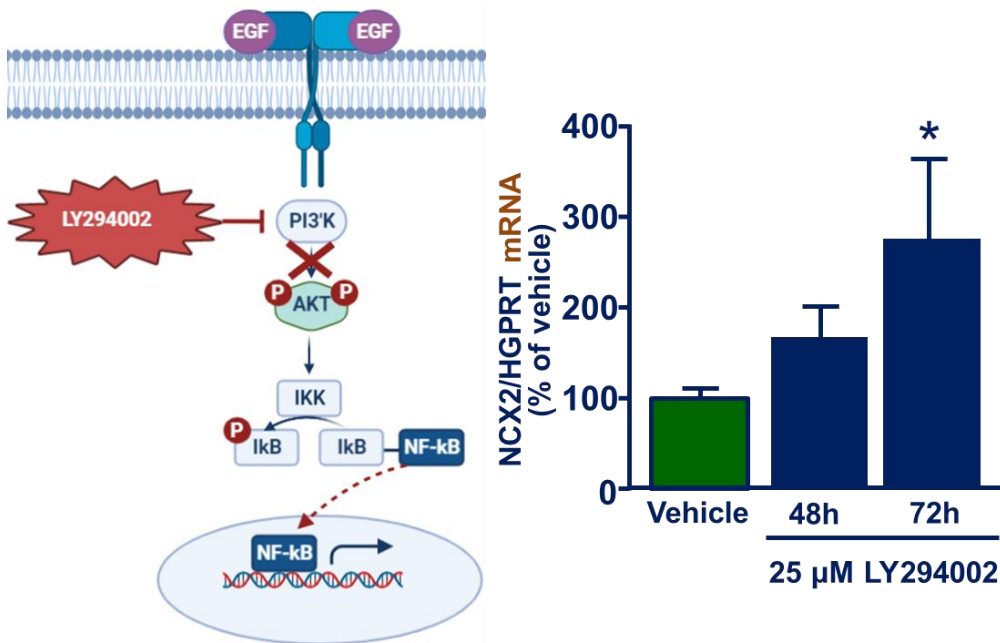 EGF
EGF
LY294002
PI3'K
P
P
AKT
IKK
P
IkB
IkB
NF-kB
NF-kB
NCX2/HGPRT mRNA
(% of vehicle)
400
300
200
100
0
*
Vehicle
48h
72h
25 µM LY294002